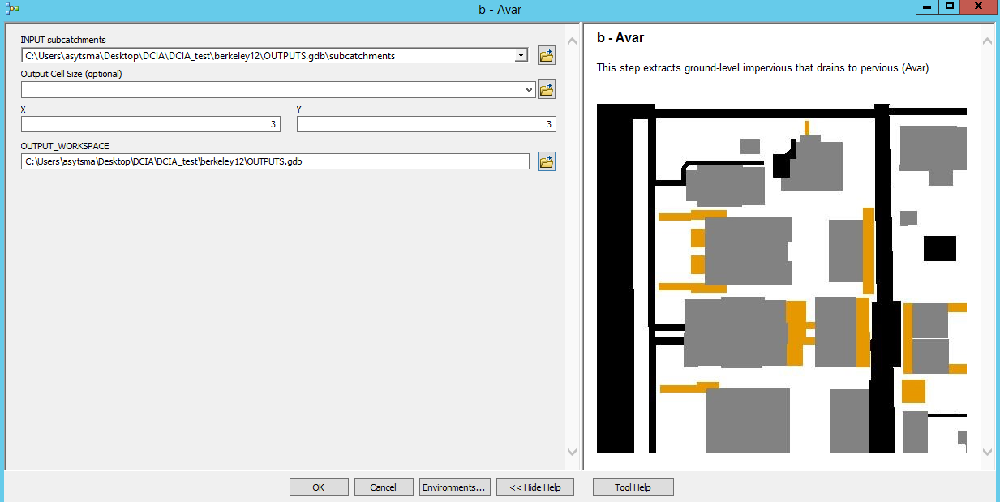 b - Avar
INPUT subcatchments
C:\Users\asytsma\Desktop\DCIA\DCIA_test\berkeley12\OUTPUTS.gdb\subcatchments
Output Cell Size (optional)
X
Y
3
3
OUTPUT_WORKSPACE
C:\Users\asytsma\Desktop\DCIA\DCIA_test\berkeley12\OUTPUTS.gdb
b - Avar
This step extracts ground-level impervious that drains to pervious (Avar)
OK
Cancel
Environments...
<< Hide Help
Tool Help